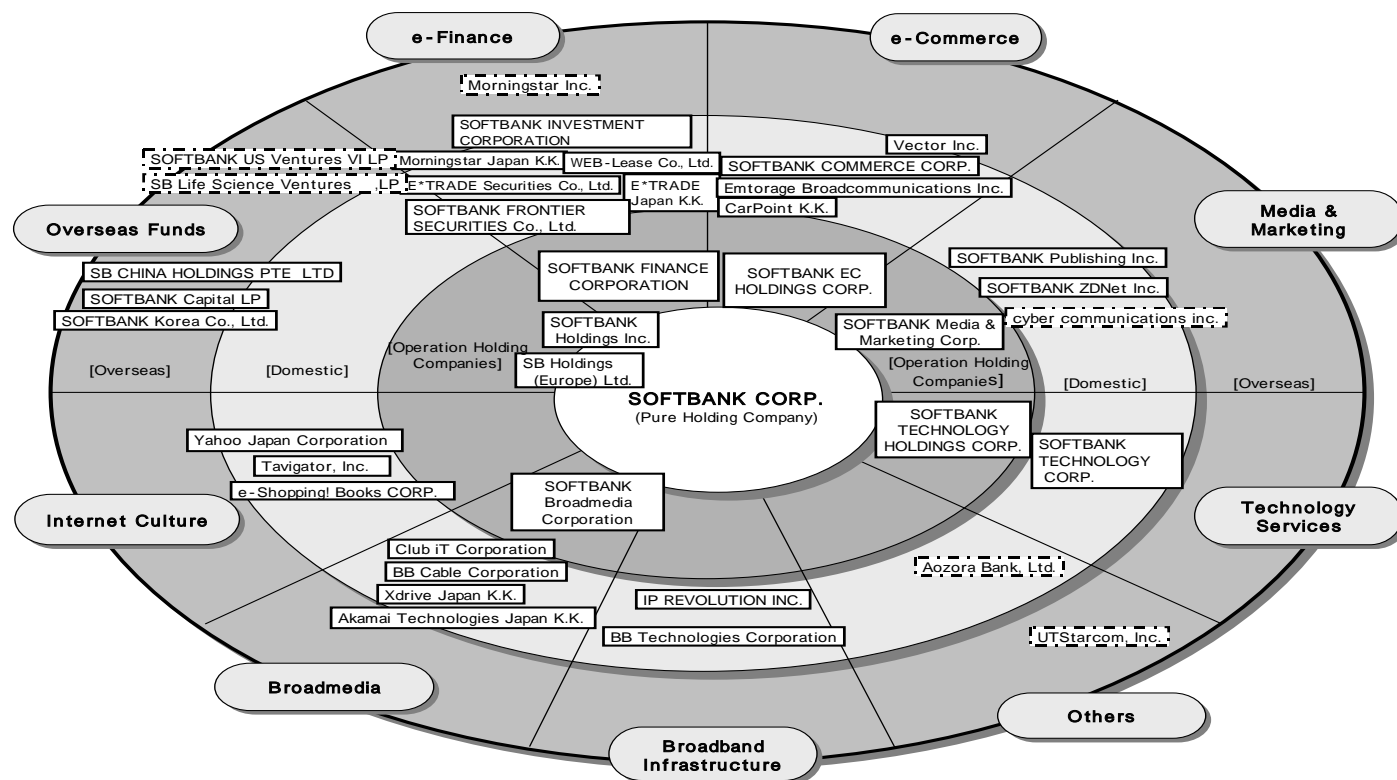 e-Finance
e-Commerce
Morningstar Inc.
SOFTBANK INVESTMENT
CORPORATION
Vector Inc.
SOFTBANK US Ventures VI LP
Morningstar Japan K.K.
WEB-Lease Co., Ltd.
SOFTBANK COMMERCE CORP.
SB Life Science Ventures ,LP
E*TRADE Securities Co., Ltd.
E*TRADE
Japan K.K.
Emtorage Broadcommunications Inc.
CarPoint K.K.
SOFTBANK FRONTIER
SECURITIES Co., Ltd.
Overseas Funds
Media &
Marketing
SB CHINA HOLDINGS PTE LTD
SOFTBANK Capital LP
SOFTBANK Korea Co., Ltd.
SOFTBANK FINANCE
CORPORATION
SOFTBANK EC
HOLDINGS CORP.
SOFTBANK Publishing Inc.
SOFTBANK ZDNet Inc.
cyber communications inc.
SOFTBANK
Holdings Inc.
SOFTBANK Media &
Marketing Corp.
[Overseas]
[Domestic]
[Operation Holding
Companies]
SB Holdings
(Europe) Ltd.
[Operation Holding
Companies]
[Domestic]
[Overseas]
SOFTBANK CORP.
(Pure Holding Company)
SOFTBANK
TECHNOLOGY
HOLDINGS CORP.
SOFTBANK
TECHNOLOGY
CORP.
Yahoo Japan Corporation
Tavigator, Inc.
e-Shopping! Books CORP.
SOFTBANK
Broadmedia
Corporation
Internet Culture
Technology
Services
Club iT Corporation
BB Cable Corporation
Xdrive Japan K.K.
Akamai Technologies Japan K.K.
IP REVOLUTION INC.
BB Technologies Corporation
Aozora Bank, Ltd.
UTStarcom, Inc.
Broadmedia
Others
Broadband
Infrastructure